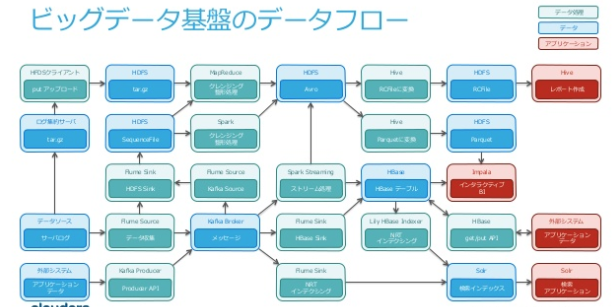 ビッグデータ基盤のデータフロー
データ処理
データ
アプリケーション
HFDSクライアント
put アップロード
HDFS
tar.gz
MapReduce
クレンジング
整形処理
HDFS
Avro
Hive
RCFileに変換
HDFS
RCFile
Hive
レポート作成
ログ集約サーバ
tar.gz
HDFS
SequenceFile
Spark
クレンジング
整形処理
Hive
Parquetに変換
HDFS
Parquet
Flume Sink
HDFS Sink
Flume Source
Kafka Source
Spark Streaming
ストリーム処理
HBase
HBase テーブル
Impala
インタラクティブ
BI
データソース
サーバログ
Flume Source
データ収集
Kafka Broker
メッセージ
Flume Sink
HBase Sink
Lily HBase Indexer
NRT
インデクシング
HBase
get/put API
外部システム
アプリケーション
データ
外部システム
アプリケーション
データ
Kafka Producer
Producer API
Flume Sink
NRT
インデクシング
Solr
検索インデックス
Solr
検索
アプリケーション
cloudera